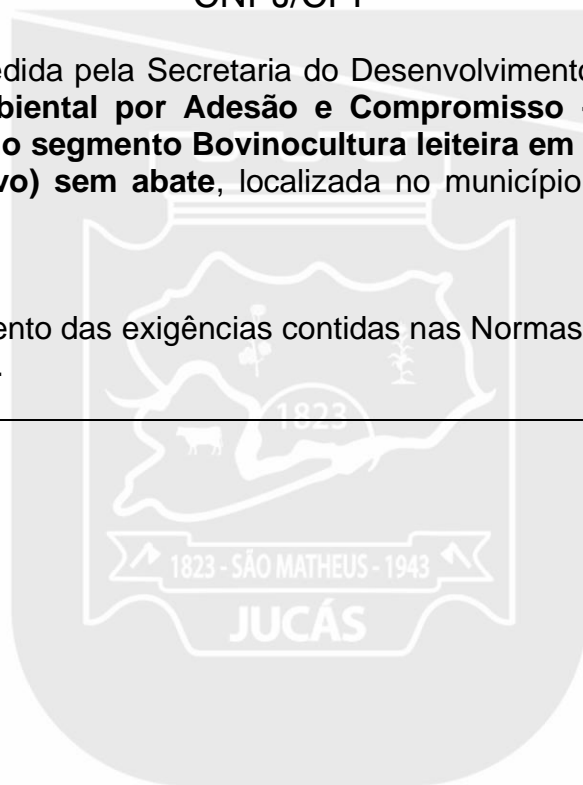 edida pela Secretaria do Desenvolvimento
biental por Adesão e Compromisso
o segmento Bovinocultura leiteira em
vo) sem abate, localizada no município
ento das exigências contidas nas Normas
.
1823
1823 - SÃO MATHEUS - 1943
JUCÁS